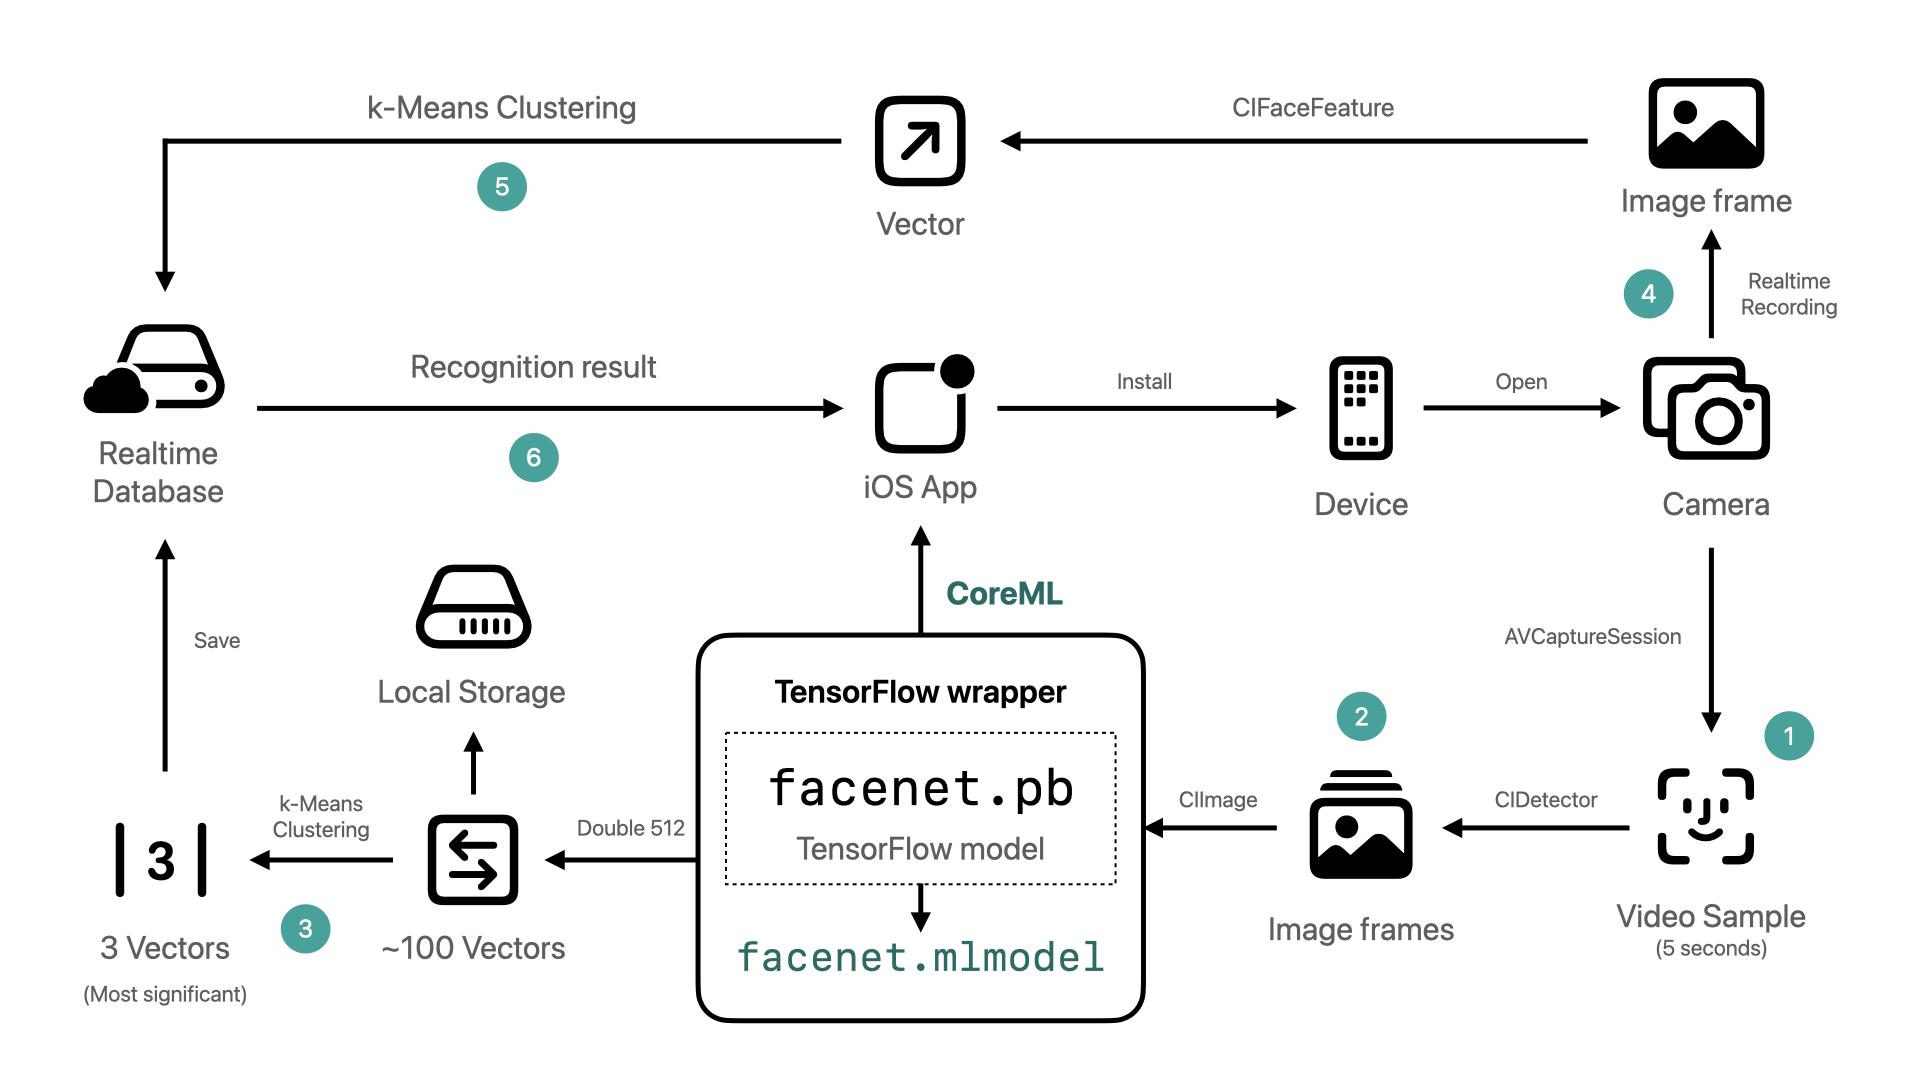 k-Means Clustering
5
Vector
CIFaceFeature
Image frame
4
Realtime
Recording
Realtime
Database
Recognition result
6
iOS App
Install
Device
Open
Camera
CoreML
AVCaptureSession
1
Video Sample
(5 seconds)
CIDetector
2
Image frames
CIImage
TensorFlow wrapper
facenet.pb
TensorFlow model
facenet.mlmodel
Double 512
~100 Vectors
Local Storage
k-Means
Clustering
3
|3|
3 Vectors
(Most significant)
Save